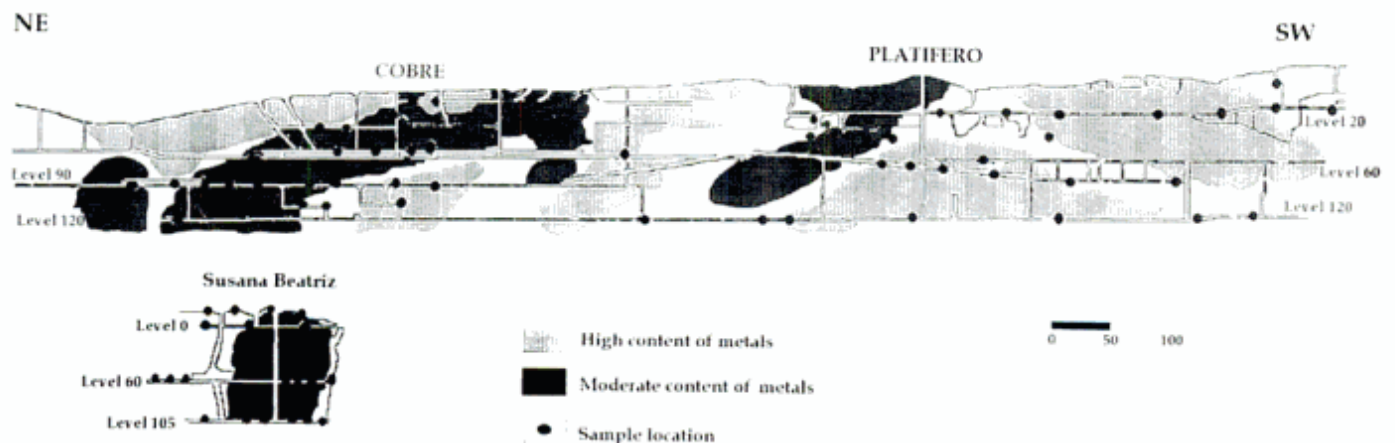 NE
SW
COBRE
PLATIFERO
Level 20
Level 90
Level 60
Level 120
Level 120
Susana Beatriz
Level 0
Level 60
Level 105
High content of metals
Moderate content of metals
Sample location
0 50 100